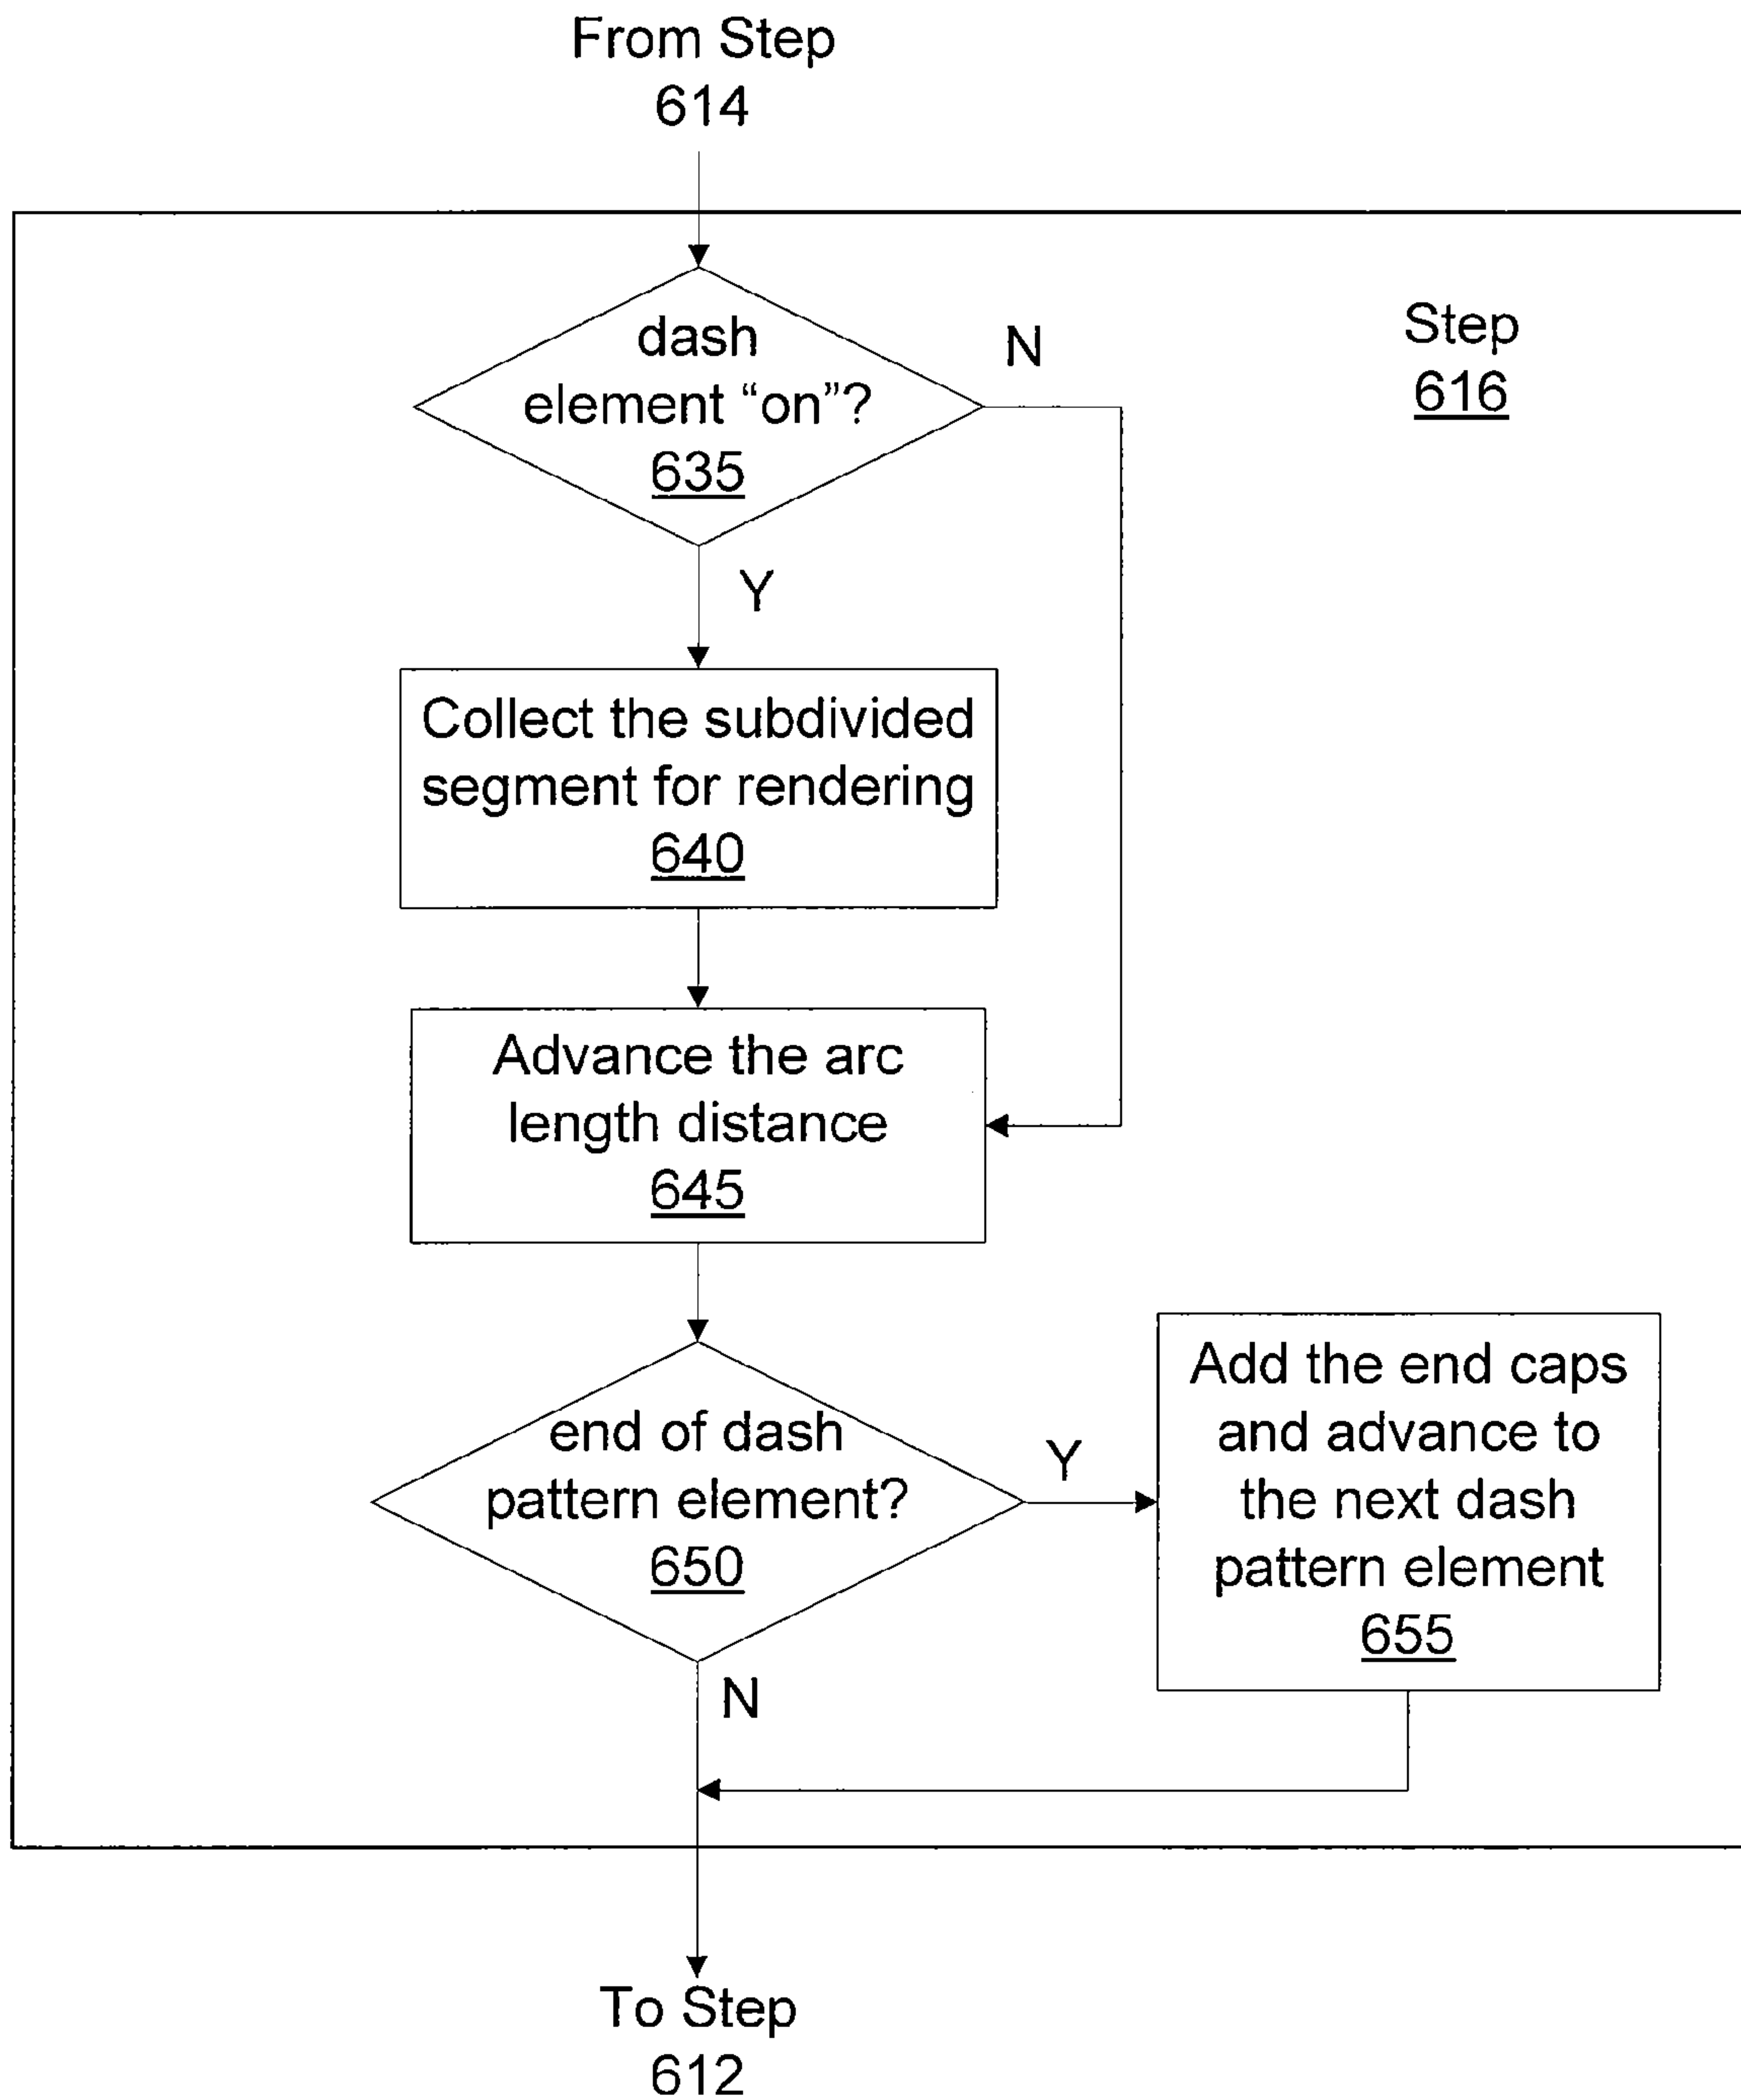 From Step
614
dash
element “on”?
635
N
Step
616
Y
Collect the subdivided
segment for rendering
640
Advance the arc
length distance
645
end of dash
pattern element?
650
Y
Add the end caps
and advance to
the next dash
pattern element
655
N
To Step
612